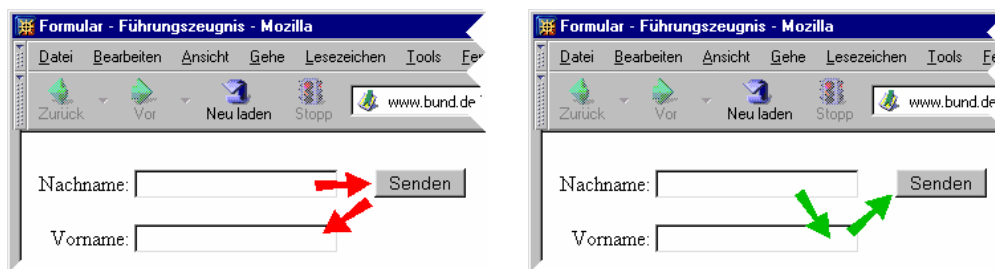 Formular - Führungszeugnis - Mozilla
Datei Bearbeiten Ansicht Gehe Lesezeichen Tools
Zurück Vor Neu laden Stopp www.bund.de
Nachname: Senden
Vorname:
Formular - Führungszeugnis - Mozilla
Datei Bearbeiten Ansicht Gehe Lesezeichen Tools
Zurück Vor Neu laden Stopp www.bund.de
Nachname: Senden
Vorname: